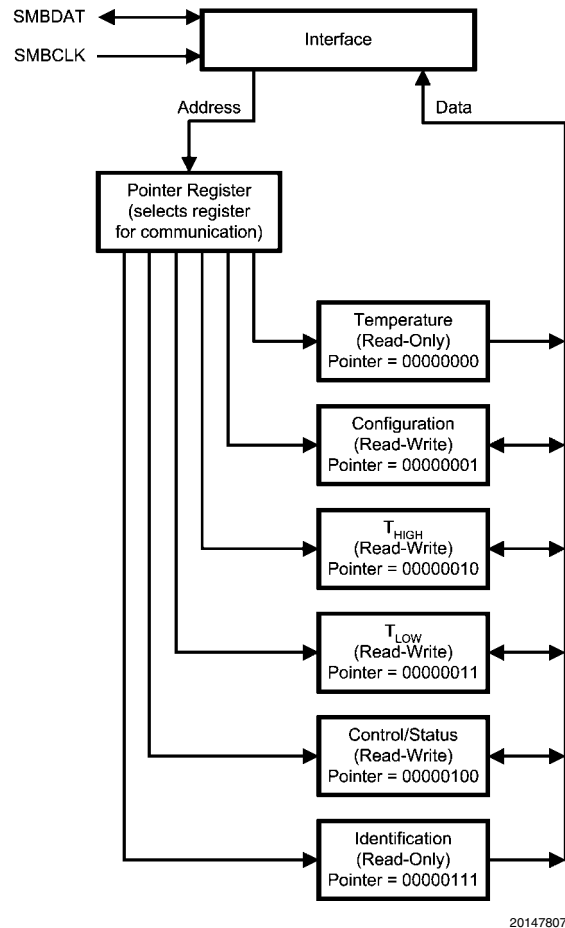 SMBDAT
SMBCLK
Interface
Address
Data
Pointer Register
(selects register
for communication)
Temperature
(Read-Only)
Pointer = 00000000
Configuration
(Read-Write)
Pointer = 00000001
THIGH
(Read-Write)
Pointer = 00000010
TLOW
(Read-Write)
Pointer = 00000011
Control/Status
(Read-Write)
Pointer = 00000100
Identification
(Read-Only)
Pointer = 00000111
20147807